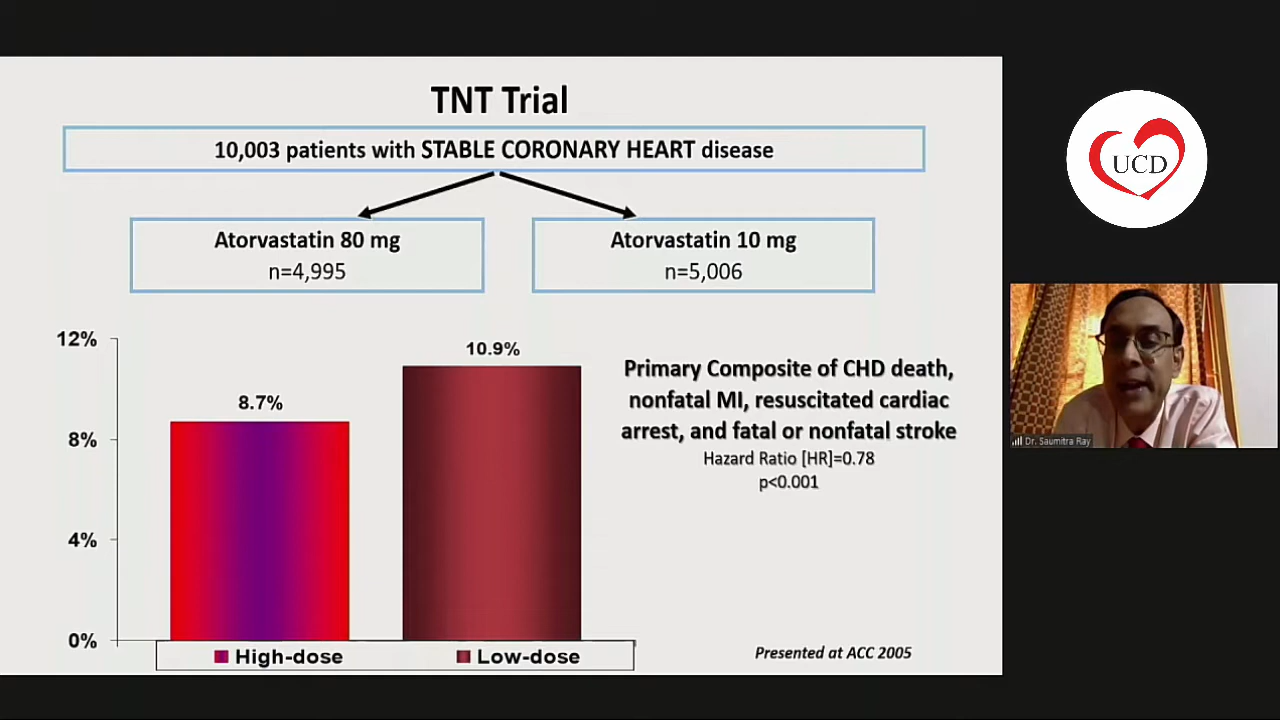 TNT Trial
10,003 patients with STABLE CORONARY HEART disease
Atorvastatin 80 mg
n=4,995
Atorvastatin 10 mg
n=5,006
12%
8%
4%
0%
8.7%
10.9%
High-dose
Low-dose
Primary Composite of CHD death,
nonfatal MI, resuscitated cardiac
arrest, and fatal or nonfatal stroke
Hazard Ratio [HR]=0.78
p<0.001
Presented at ACC 2005
UCD
Dr. Saumitra Ray